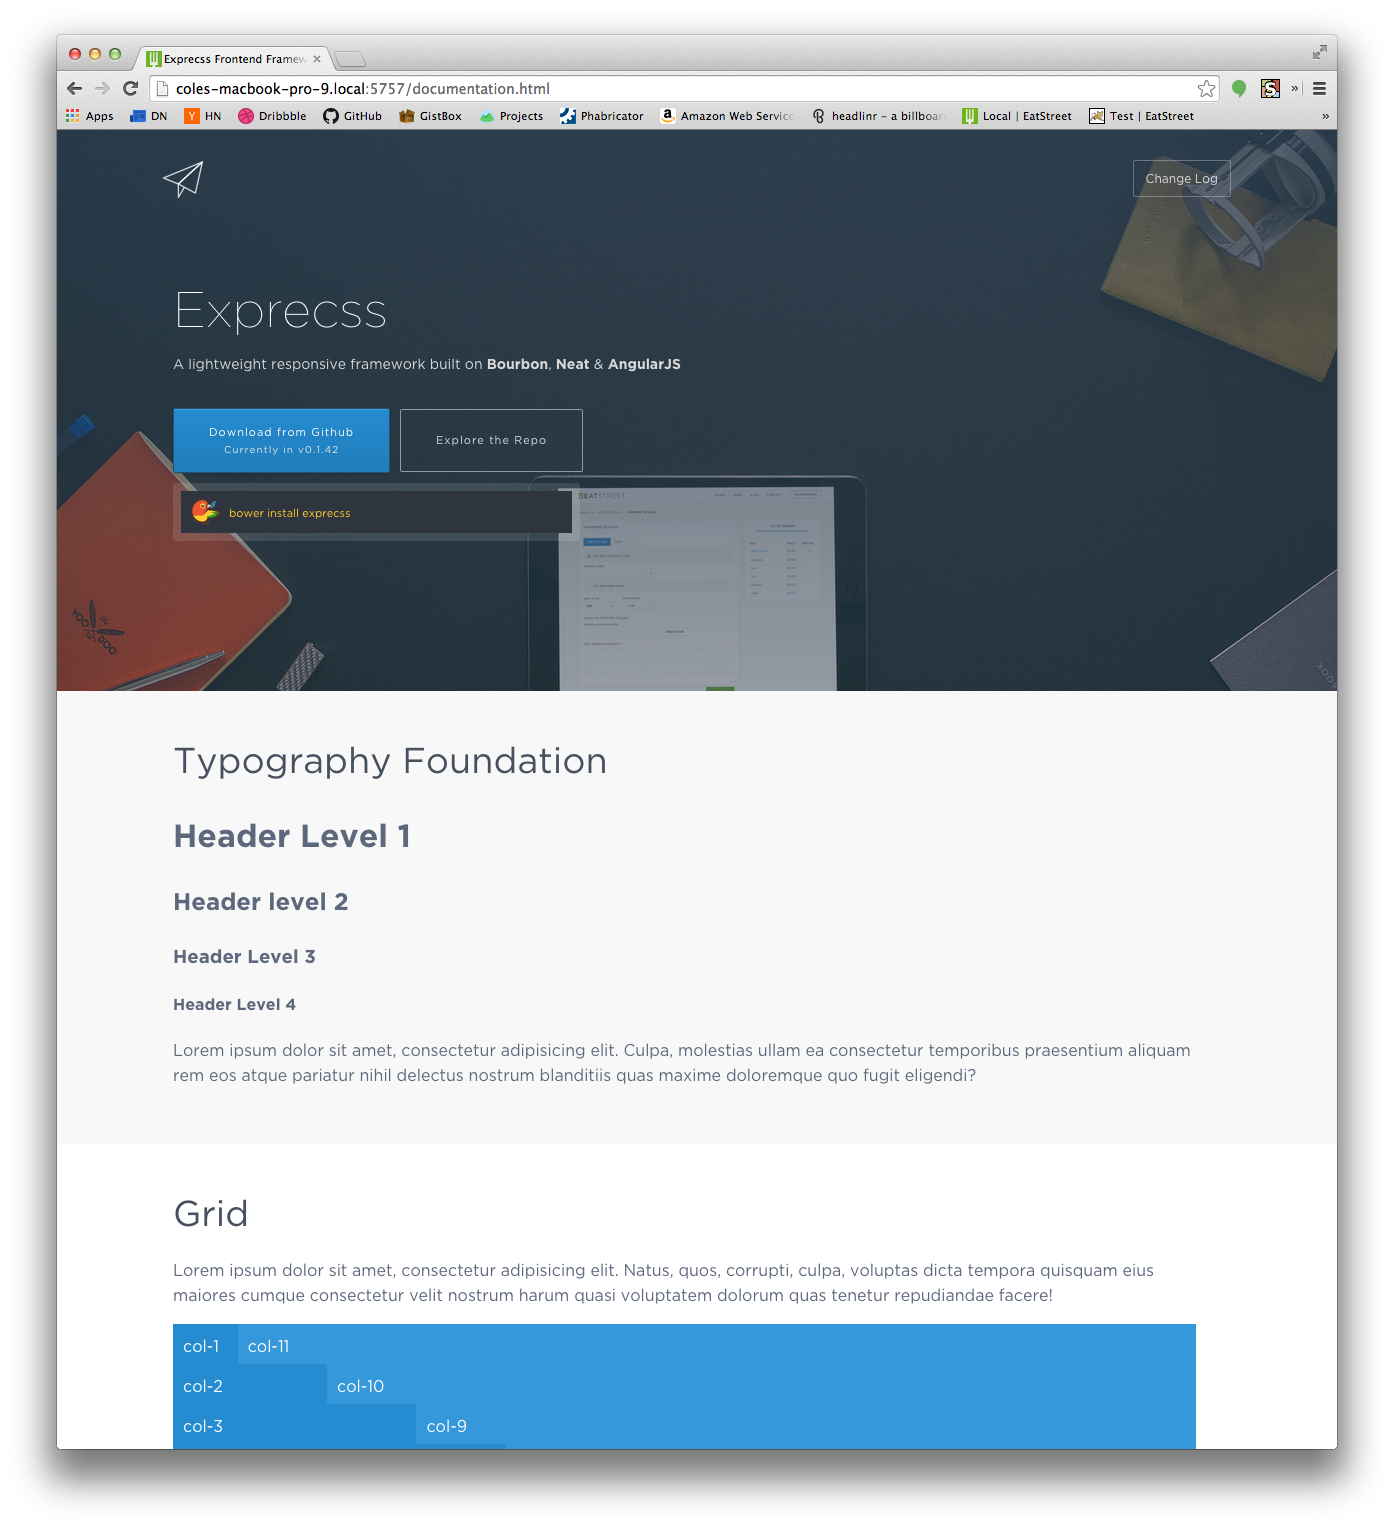 Exprecss Frontend Framew
coles-macbook-pro-9.local:5757/documentation.html
Apps DN HN Dribbble GitHub GistBox Projects Phabricator Amazon Web Service headlinr – a billboar Local | EatStreet Test | EatStreet
Change Log
Exprecss
A lightweight responsive framework built on Bourbon, Neat & AngularJS
Download from Github
Currently in v0.1.42
Explore the Repo
EATSTREET
bower install exprecss
YOO
DOO
Typography Foundation
Header Level 1
Header level 2
Header Level 3
Header Level 4
Lorem ipsum dolor sit amet, consectetur adipisicing elit. Culpa, molestias ullam ea consectetur temporibus praesentium aliquam
rem eos atque pariatur nihil delectus nostrum blanditiis quas maxime doloremque quo fugit eligendi?
Grid
Lorem ipsum dolor sit amet, consectetur adipisicing elit. Natus, quos, corrupti, culpa, voluptas dicta tempora quisquam eius
maiores cumque consectetur velit nostrum harum quasi voluptatem dolorum quas tenetur repudiandae facere!
col-1 col-11
col-2 col-10
col-3 col-9